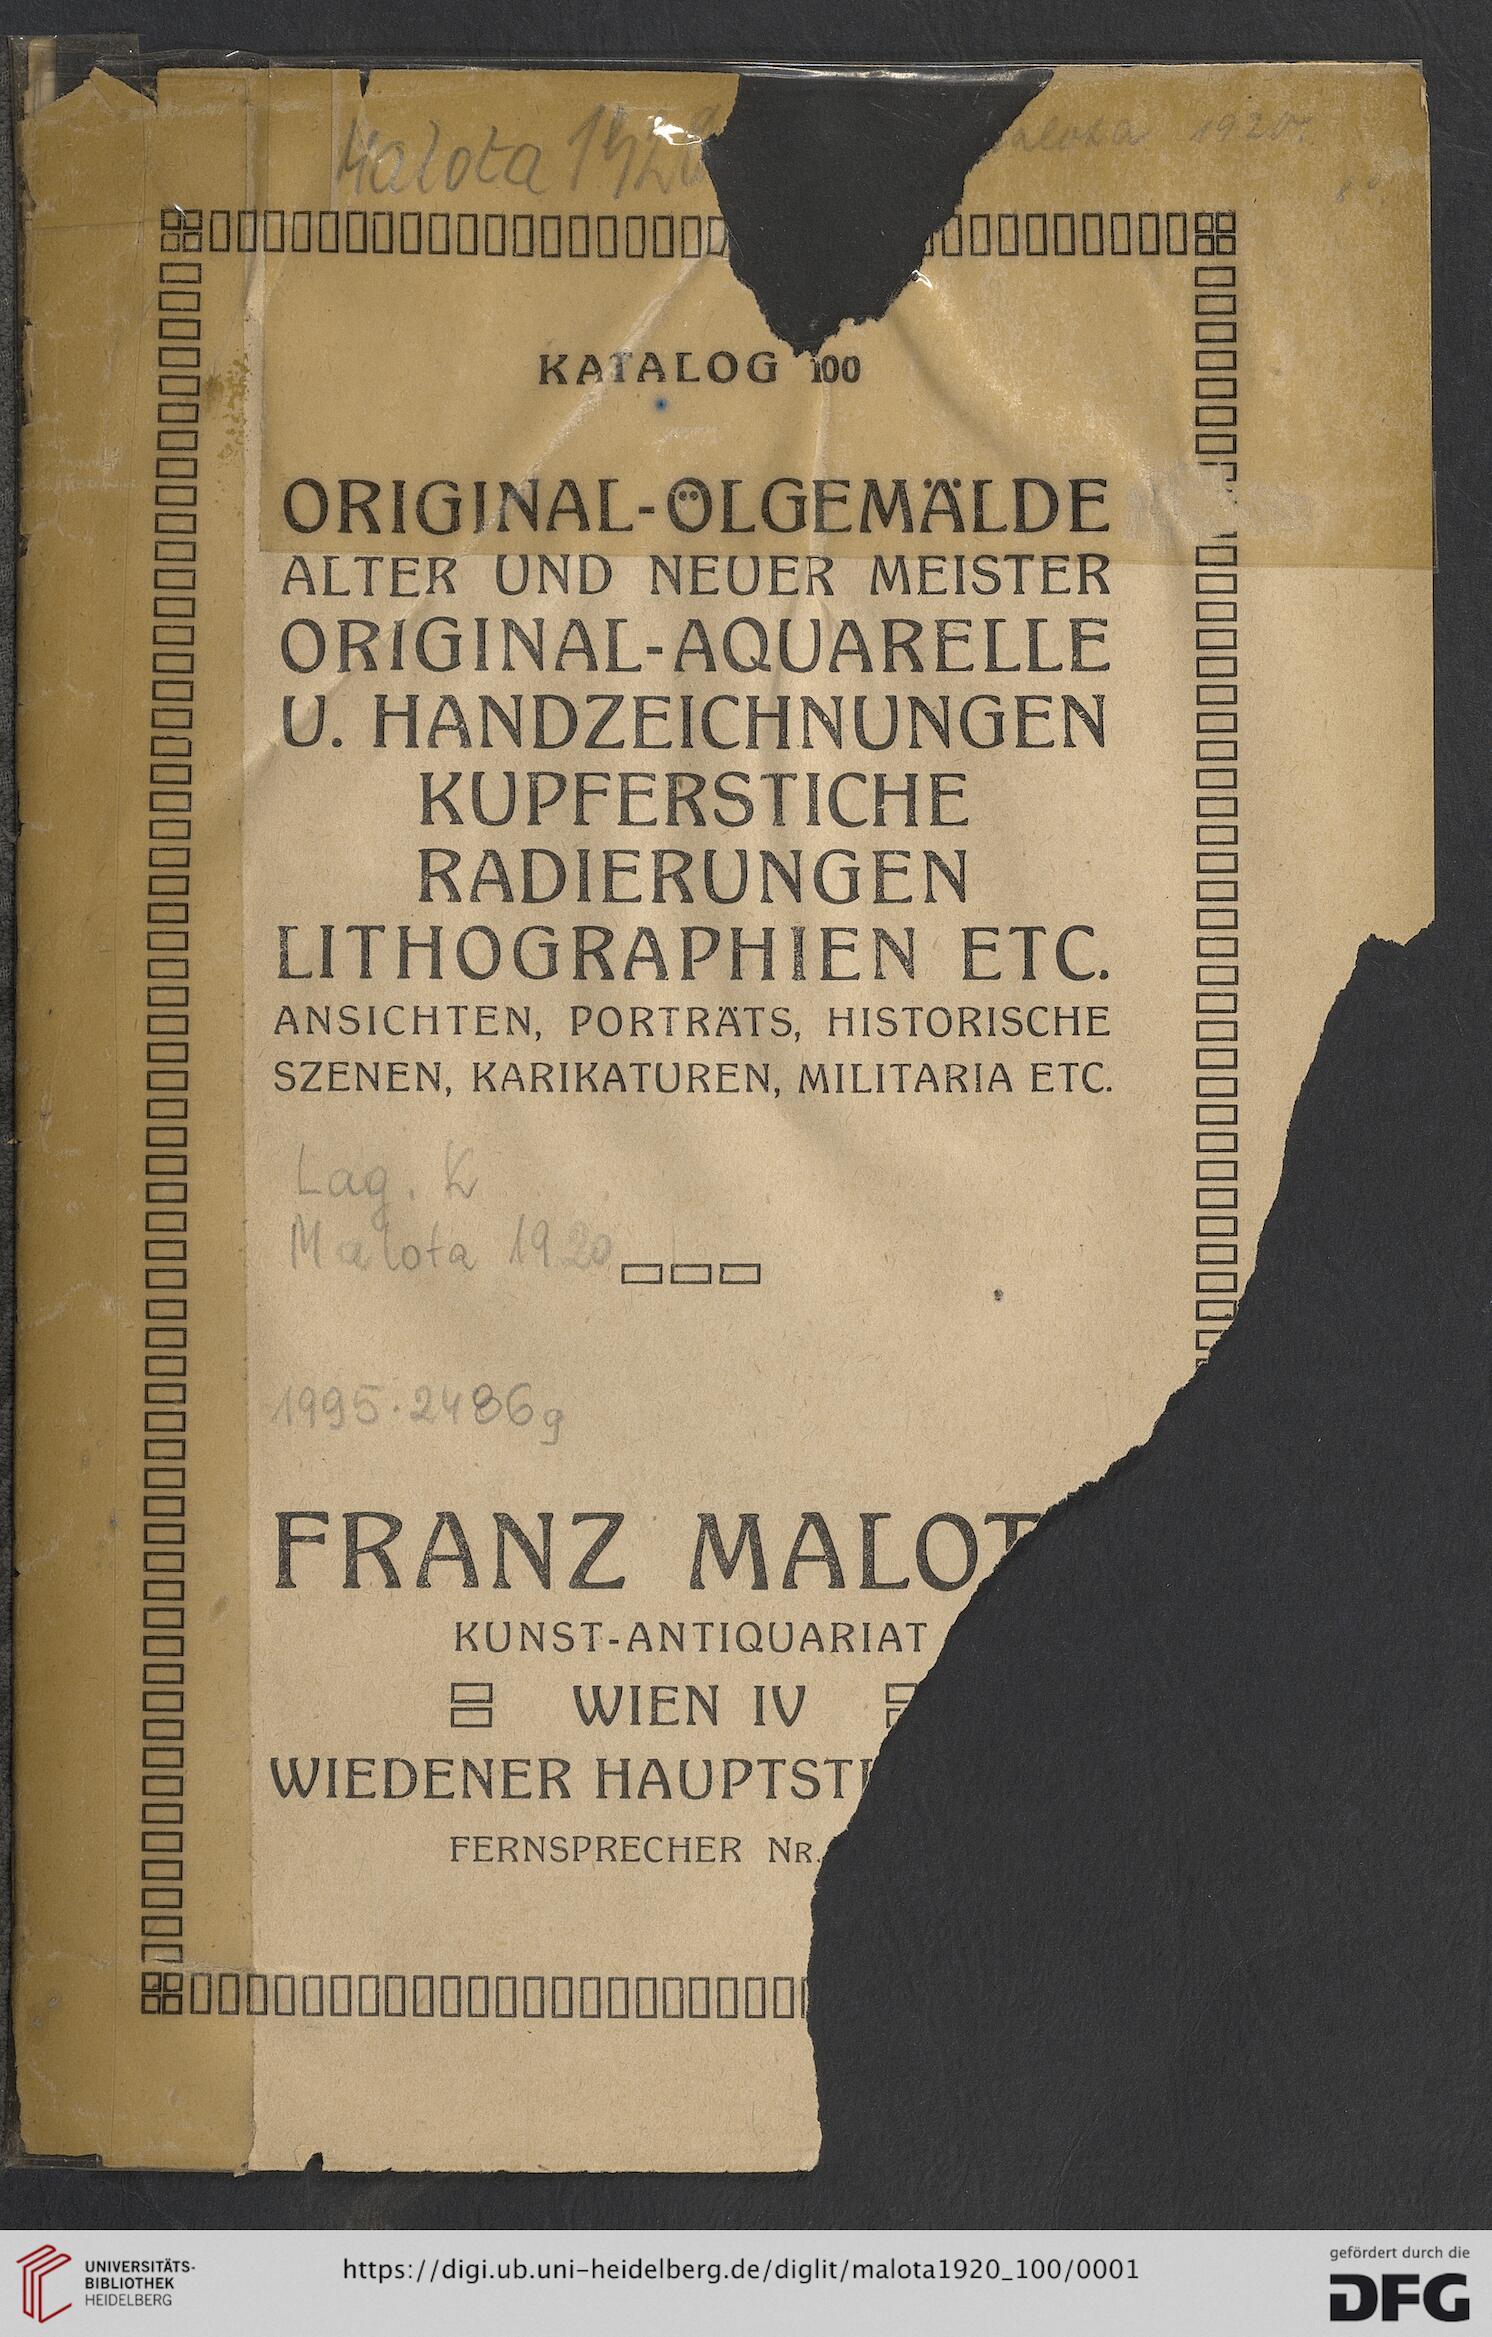 Malota 1920
1920
KATALOG 100
ORIGINAL-ÖLGEMÄLDE
ALTER UND NEUER MEISTER
ORIGINAL-AQUARELLE
U. HANDZEICHNUNGEN
KUPFERSTICHE
RADIERUNGEN
LITHOGRAPHIEN ETC.
ANSICHTEN, PORTRÄTS, HISTORISCHE
SZENEN, KARIKATUREN, MILITARIA ETC.
Lag. K
Malota 1920
1995.2486g
FRANZ MALOT
KUNST-ANTIQUARIAT
WIEN IV
WIEDENER HAUPTST
FERNSPRECHER NR.
UNIVERSITÄTS-
BIBLIOTHEK
HEIDELBERG
https://digi.ub.uni-heidelberg.de/diglit/malota1920_100/0001
gefördert durch die
DFG